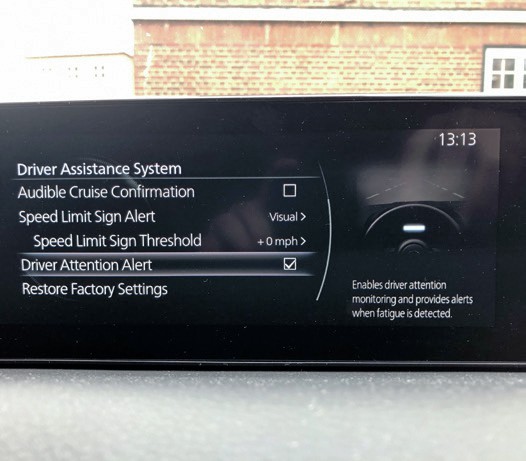 13:13
Driver Assistance System
Audible Cruise Confirmation
Speed Limit Sign Alert Visual >
Speed Limit Sign Threshold + 0 mph >
Driver Attention Alert
Restore Factory Settings
Enables driver attention
monitoring and provides alerts
when fatigue is detected.